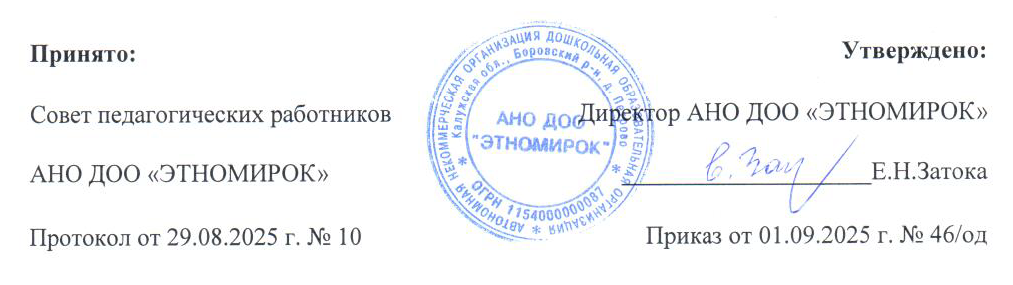 Принято:
Утверждено:
Совет педагогических работников
Директор АНО ДОО «ЭТНОМИРОК»
АНО ДОО «ЭТНОМИРОК»
Е.Н.Затока
Протокол от 29.08.2025 г. № 10
Приказ от 01.09.2025 г. № 46/од
АВТОНОМНАЯ НЕКОММЕРЧЕСКАЯ ОРГАНИЗАЦИЯ ДОШКОЛЬНАЯ ОБРАЗОВАТЕЛЬНАЯ ОРГАНИЗАЦИЯ
Калужская обл., Боровский р-н, д. Петрово
АНО ДОО
"ЭТНОМИРОК"
ОГРН 1154000000087